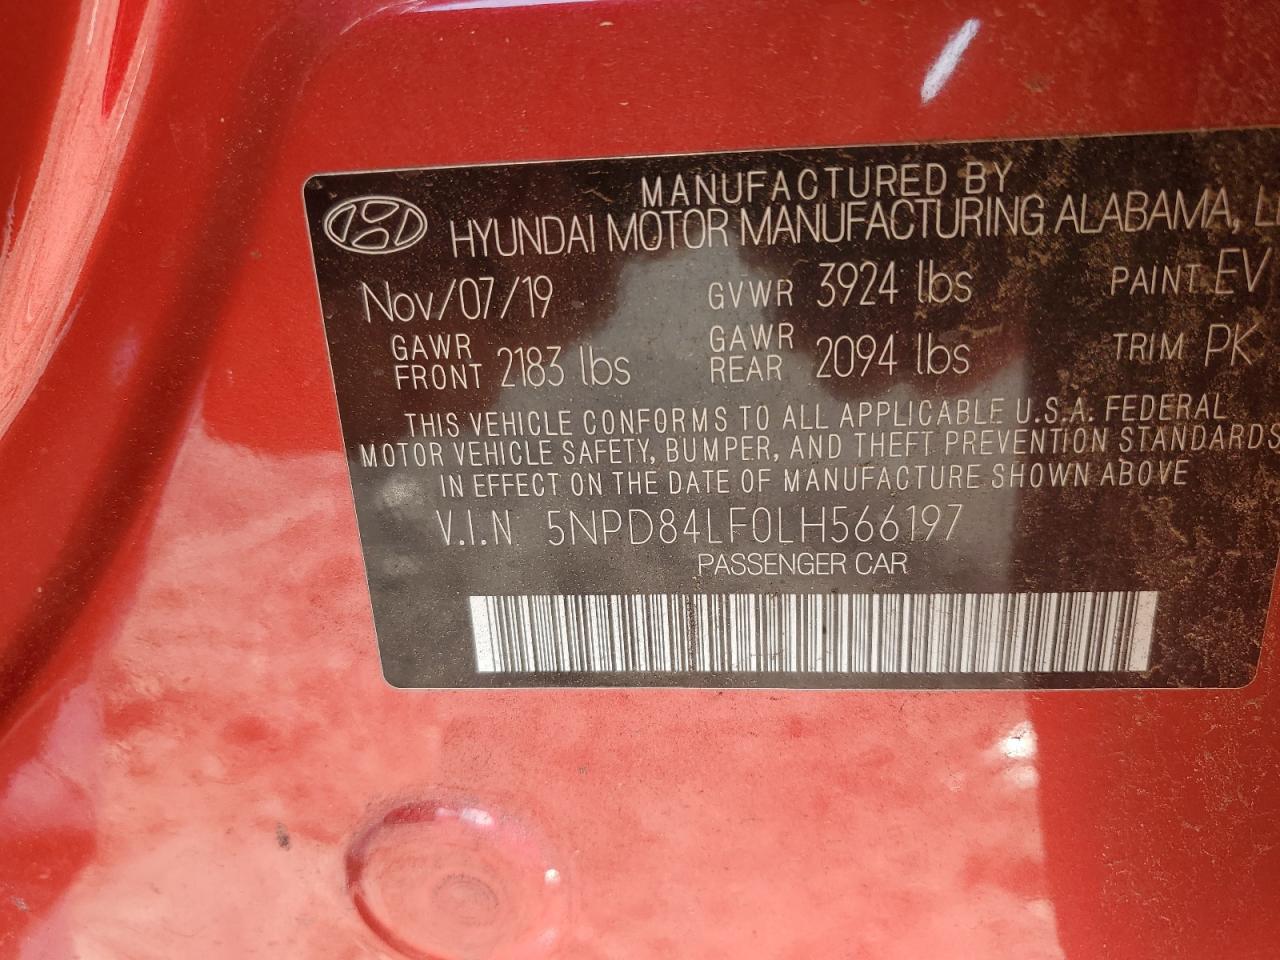 MANUFACTURED BY
HYUNDAI MOTOR MANUFACTURING ALABAMA,
Nov/07/19 GVWR 3924 lbs PAINT EV
GAWR FRONT 2183 lbs GAWR REAR 2094 lbs TRIM PK
THIS VEHICLE CONFORMS TO ALL APPLICABLE U.S.A. FEDERAL
MOTOR VEHICLE SAFETY, BUMPER, AND THEFT PREVENTION STANDARDS
IN EFFECT ON THE DATE OF MANUFACTURE SHOWN ABOVE
V.I.N 5NPD84LF0LH566197
PASSENGER CAR